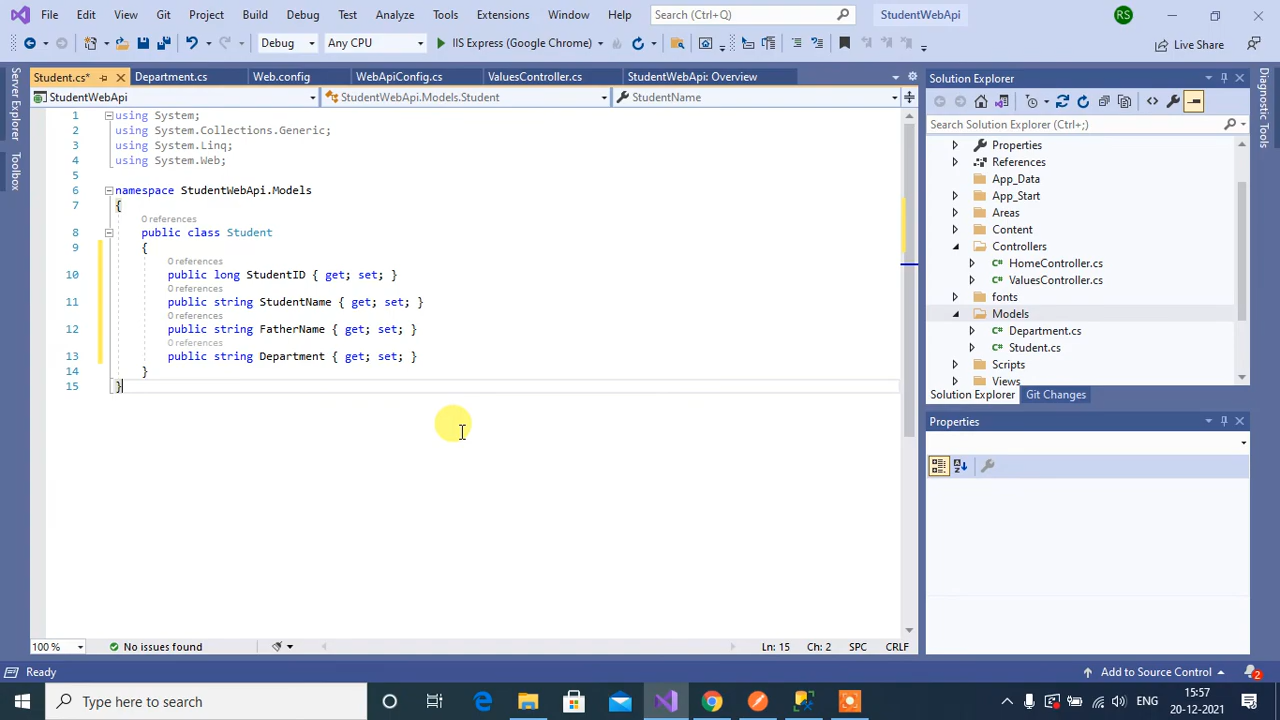 File Edit View Git Project Build Debug Test Analyze Tools Extensions Window Help Search (Ctrl+Q) StudentWebApi RS
Debug Any CPU IIS Express (Google Chrome) Live Share
Server Explorer
Toolbox
Student.cs* Department.cs Web.config WebApiConfig.cs ValuesController.cs StudentWebApi: Overview
StudentWebApi StudentWebApi.Models.Student StudentName
1 using System;
2 using System.Collections.Generic;
3 using System.Linq;
4 using System.Web;
5
6 namespace StudentWebApi.Models
7 {
0 references
8 public class Student
9 {
0 references
10 public long StudentID { get; set; }
0 references
11 public string StudentName { get; set; }
0 references
12 public string FatherName { get; set; }
0 references
13 public string Department { get; set; }
14 }
15 }
100 % No issues found Ln: 15 Ch: 2 SPC CRLF
Solution Explorer
Search Solution Explorer (Ctrl+;)
Properties
References
App_Data
App_Start
Areas
Content
Controllers
C# HomeController.cs
C# ValuesController.cs
fonts
Models
C# Department.cs
C# Student.cs
Scripts
Views
Solution Explorer Git Changes
Properties
Diagnostic Tools
Ready Add to Source Control 2
Type here to search ENG 15:57
20-12-2021